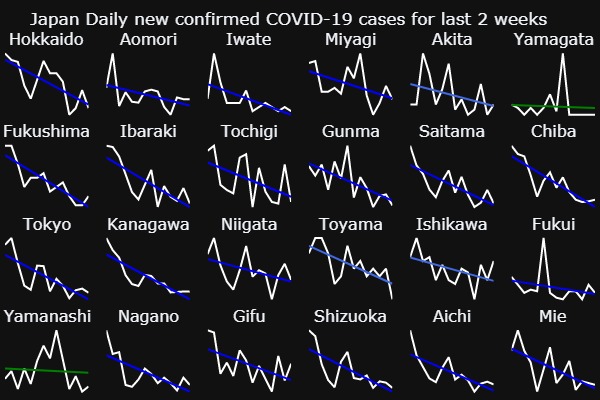 Japan Daily new confirmed COVID-19 cases for last 2 weeks
Hokkaido Aomori Iwate Miyagi Akita Yamagata
Fukushima Ibaraki Tochigi Gunma Saitama Chiba
Tokyo Kanagawa Niigata Toyama Ishikawa Fukui
Yamanashi Nagano Gifu Shizuoka Aichi Mie